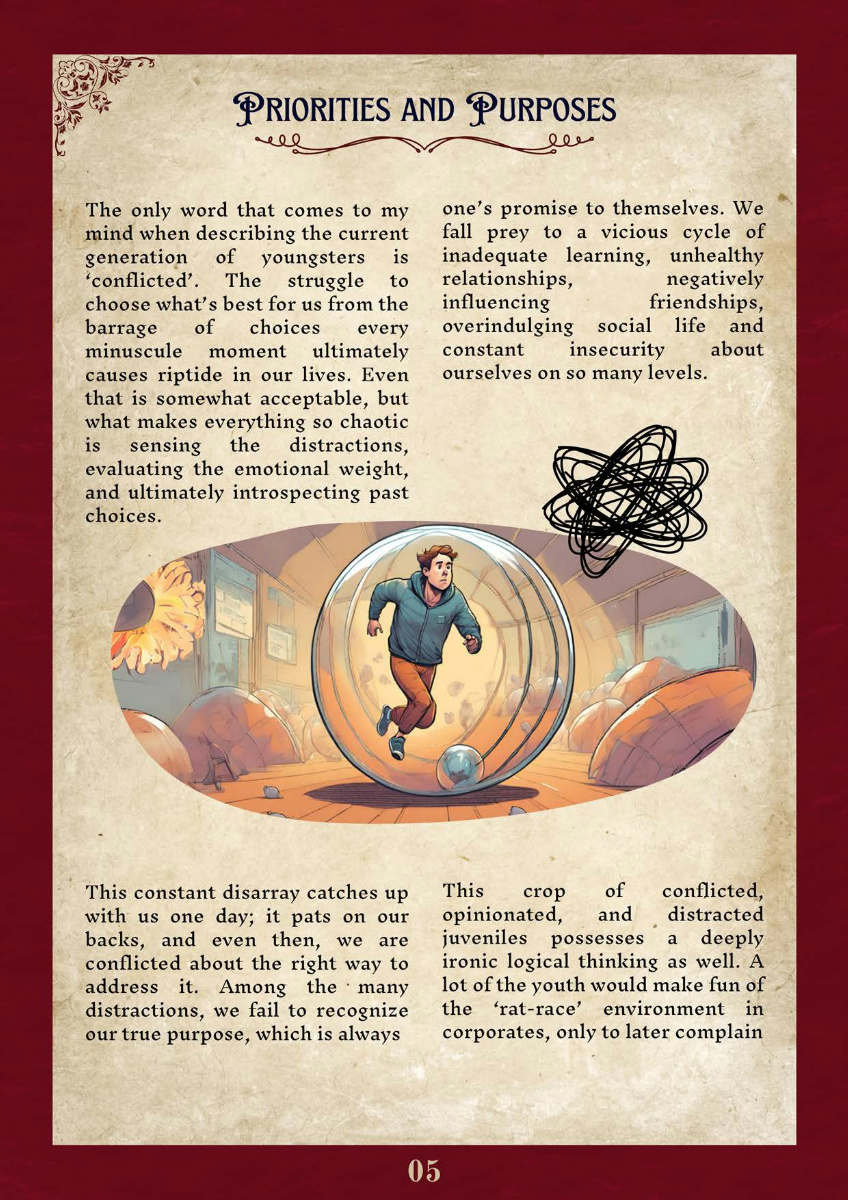 Priorities and Purposes
The only word that comes to my
mind when describing the current
generation of youngsters is
‘conflicted’. The struggle to
choose what’s best for us from the
barrage of choices every
minuscule moment ultimately
causes riptide in our lives. Even
that is somewhat acceptable, but
what makes everything so chaotic
is sensing the distractions,
evaluating the emotional weight,
and ultimately introspecting past
choices.
This constant disarray catches up
with us one day; it pats on our
backs, and even then, we are
conflicted about the right way to
address it. Among the many
distractions, we fail to recognize
our true purpose, which is always
one’s promise to themselves. We
fall prey to a vicious cycle of
inadequate learning, unhealthy
relationships, negatively
influencing friendships,
overindulging social life and
constant insecurity about
ourselves on so many levels.
This crop of conflicted,
opinionated, and distracted
juveniles possesses a deeply
ironic logical thinking as well. A
lot of the youth would make fun of
the ‘rat-race’ environment in
corporates, only to later complain
05